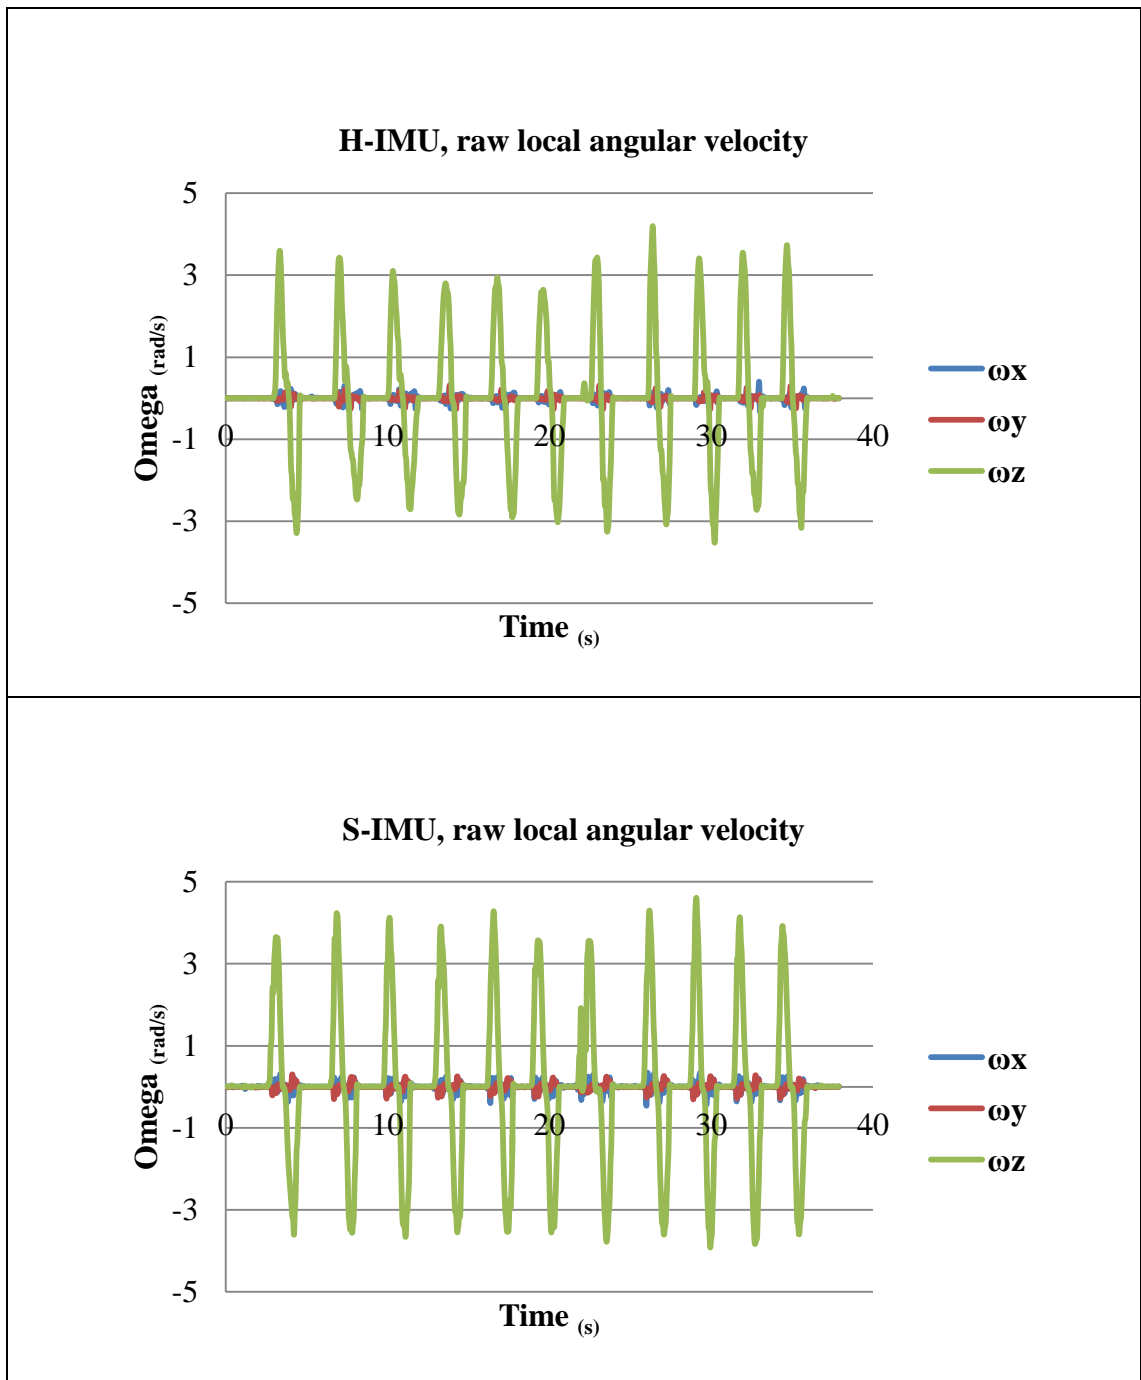 H-IMU, raw local angular velocity
5
3
1
-1
-3
-5
0 10 20 30 40
Omega (rad/s)
Time (s)
ωx
ωy
ωz
S-IMU, raw local angular velocity
5
3
1
-1
-3
-5
0 10 20 30 40
Omega (rad/s)
Time (s)
ωx
ωy
ωz